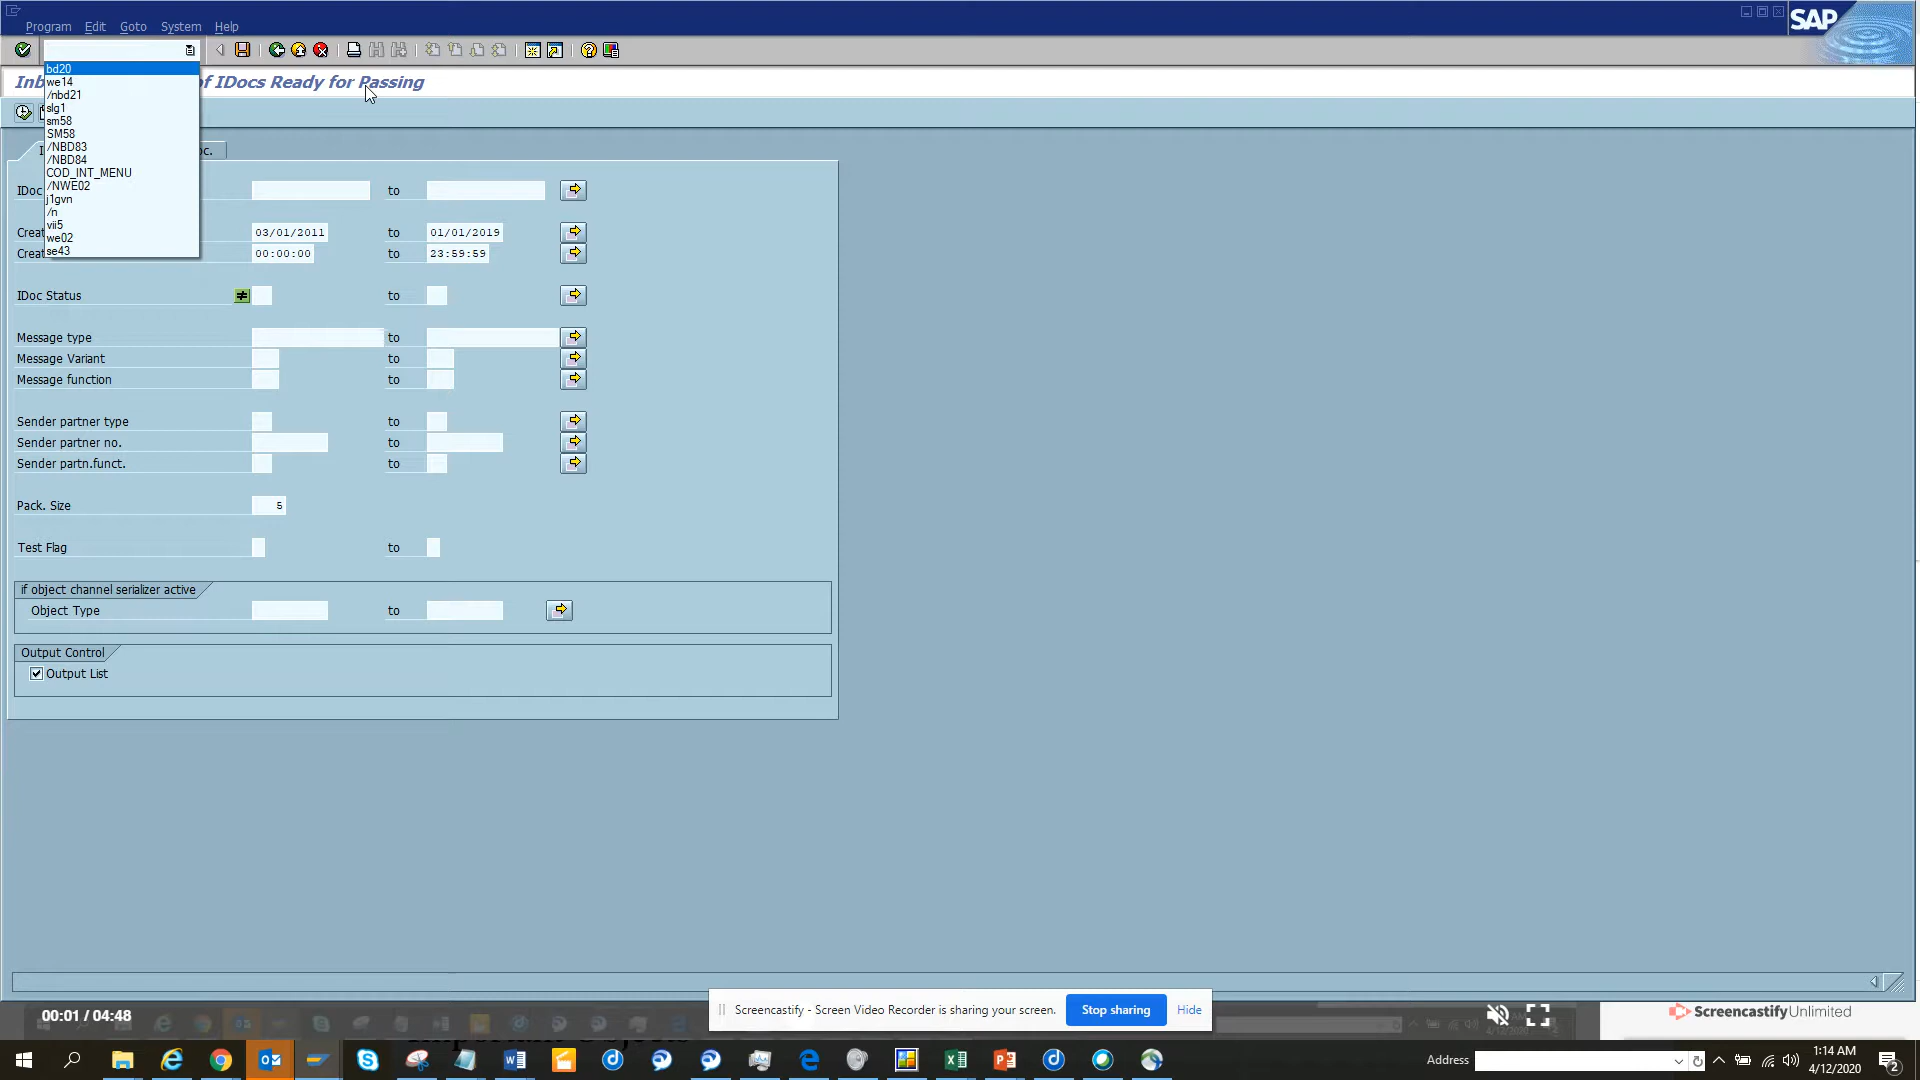 Program Edit Goto System Help
SAP
bd20
Inb of IDocs Ready for Passing
we14
/nbd21
slg1
sm58
SM58
/NBD83
oc.
/NBD84
COD_INT_MENU
/NWE02
IDoc to
j1gvn
/n
vii5
Creat 03/01/2011 to 01/01/2019
we02
se43
Creat 00:00:00 to 23:59:59
IDoc Status to
Message type to
Message Variant to
Message function to
Sender partner type to
Sender partner no. to
Sender partn.funct. to
Pack. Size 5
Test Flag to
if object channel serializer active
Object Type to
Output Control
Output List
Screencastify - Screen Video Recorder is sharing your screen. Stop sharing Hide
00:01 / 04:48
Screencastify Unlimited
Address
1:14 AM
4/12/2020
2